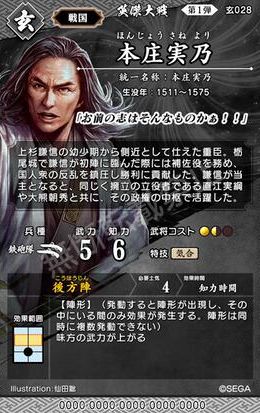 玄
戦国
英傑大戦
第1弾
玄028
ほんじょう さね より
本庄実乃
統一名称：本庄実乃
生没年：1511～1575
「お前の志はそんなものかぁ！！」
上杉謙信の幼少期から側近として仕えた重臣。栃
尾城で謙信が初陣に臨んだ際には補佐役を務め、
国人衆の反乱を鎮圧し勝利に貢献した。謙信が当
主となると、同じく擁立の立役者である直江実綱
や大熊朝秀と共に、その政権の中枢で活躍した。
兵種
武力
知力
武将コスト
鉄砲隊
5
6
特技
気合
こうほうじん
後方陣
必要士気
4
効果時間
知力時間
効果範囲
【陣形】（発動すると陣形が出現し、その
中にいる間のみ効果が発生する。陣形は同
時に複数発動できない）
味方の武力が上がる
Illustration:仙田聡
©SEGA
0000-0000-0000-0000-0000